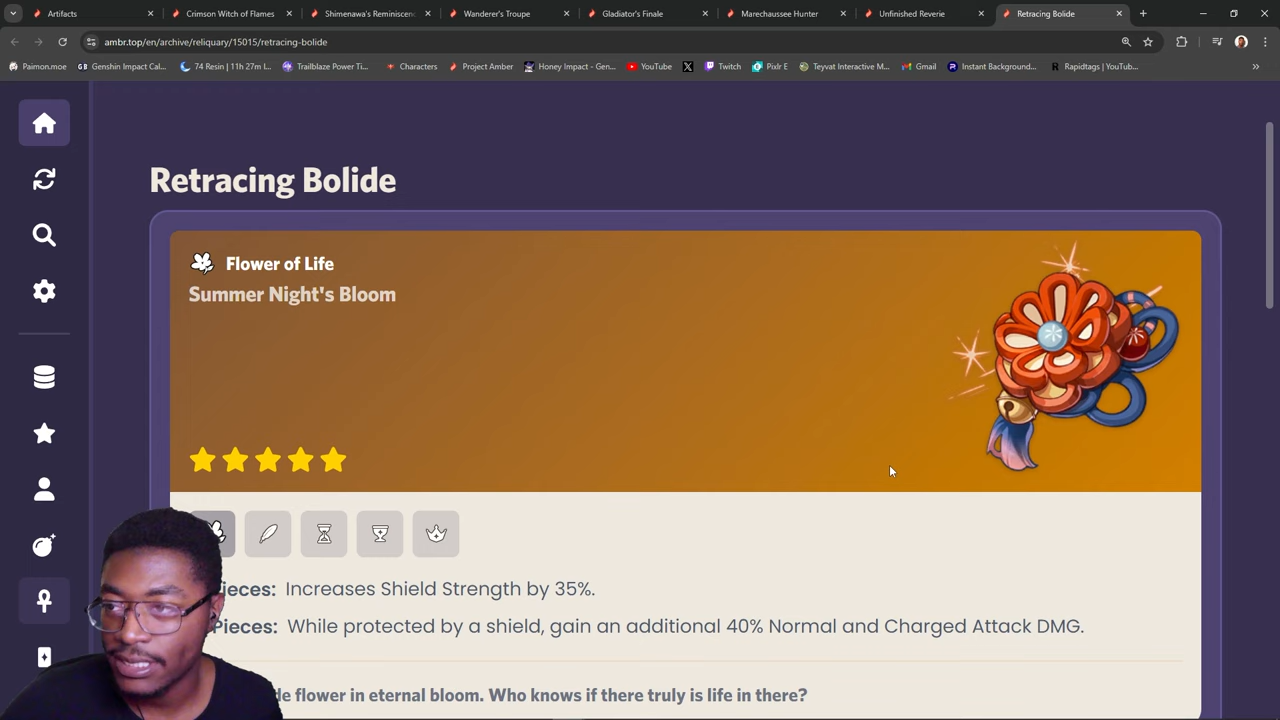 Artifacts
Crimson Witch of Flames
Shimenawa's Reminiscenc
Wanderer's Troupe
Gladiator's Finale
Marechaussee Hunter
Unfinished Reverie
Retracing Bolide
ambr.top/en/archive/reliquary/15015/retracing-bolide
Paimon.moe
Genshin Impact Cal...
74 Resin | 11h 27m l...
Trailblaze Power Ti...
Characters
Project Amber
Honey Impact - Gen...
YouTube
Twitch
Pixlr E
Teyvat Interactive M...
Gmail
Instant Background...
Rapidtags | YouTub...
Retracing Bolide
Flower of Life
Summer Night's Bloom
ieces: Increases Shield Strength by 35%.
Pieces: While protected by a shield, gain an additional 40% Normal and Charged Attack DMG.
flower in eternal bloom. Who knows if there truly is life in there?